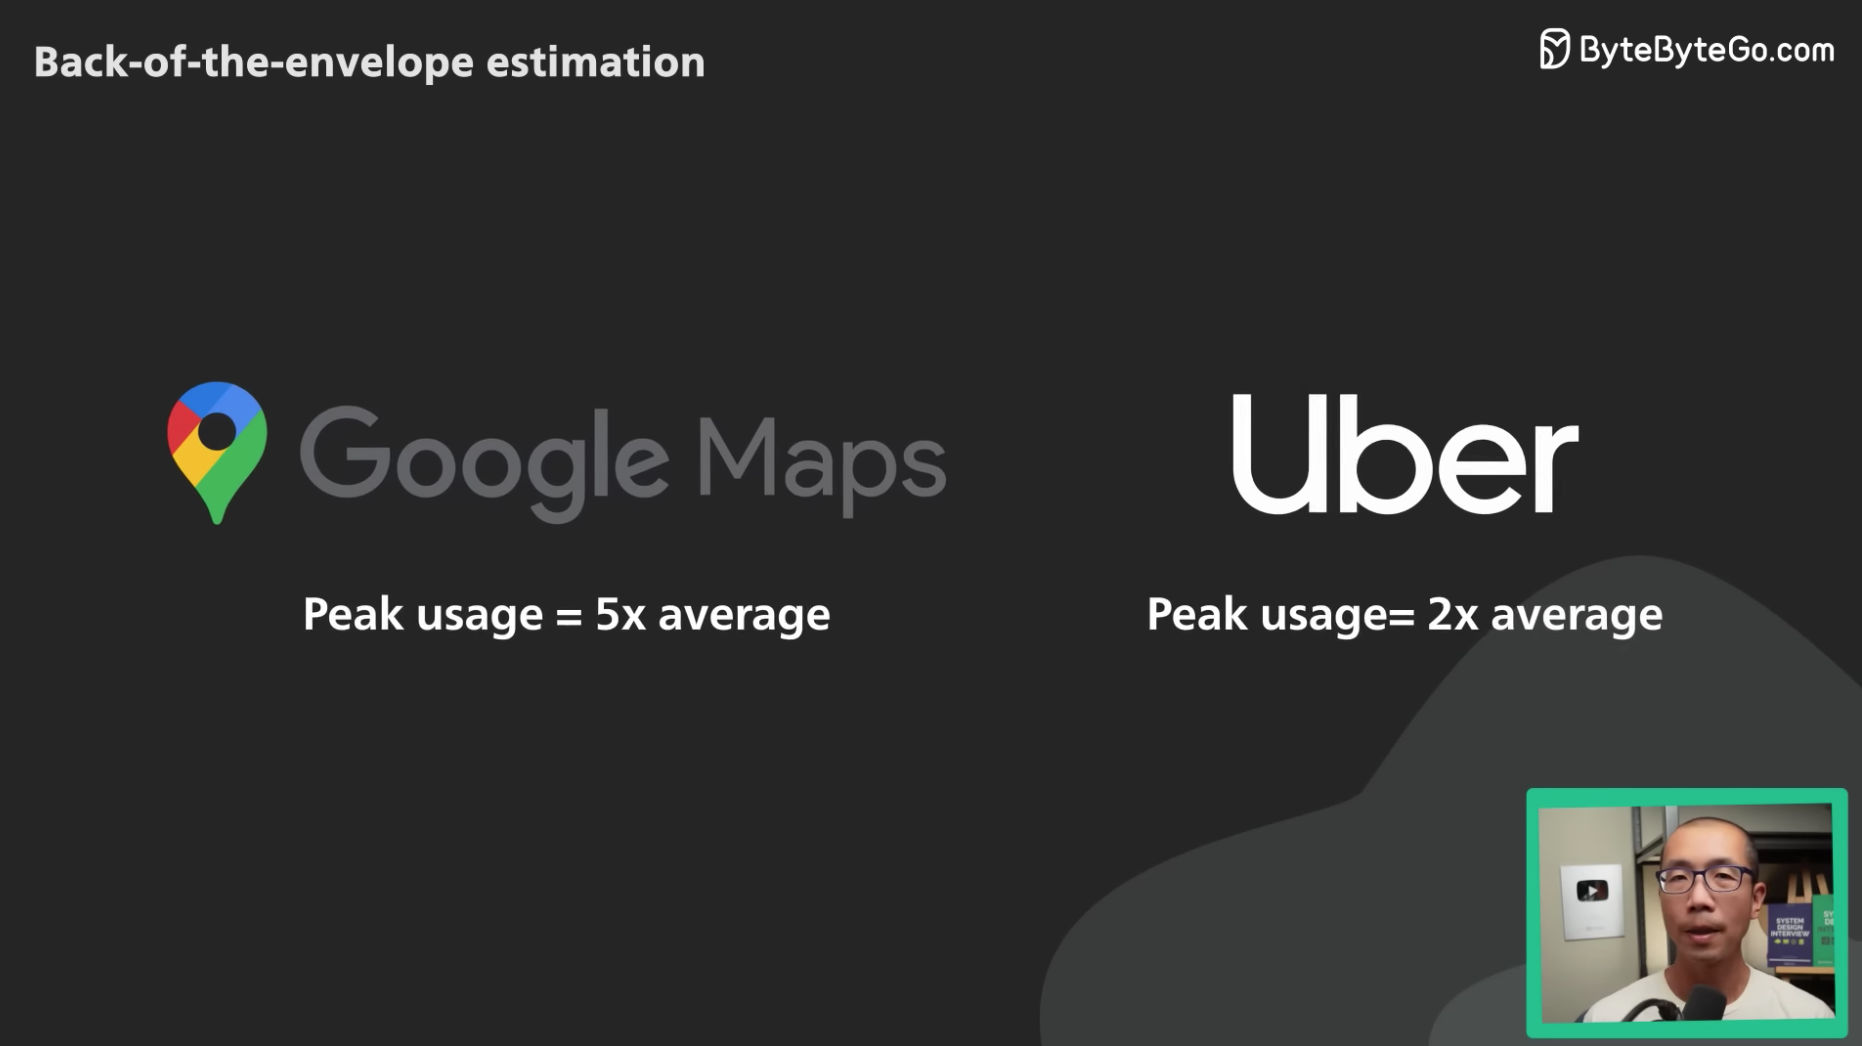 Back-of-the-envelope estimation
ByteByteGo.com
Google Maps
Uber
Peak usage = 5x average
Peak usage= 2x average
SYSTEM
DESIGN
INTERVIEW